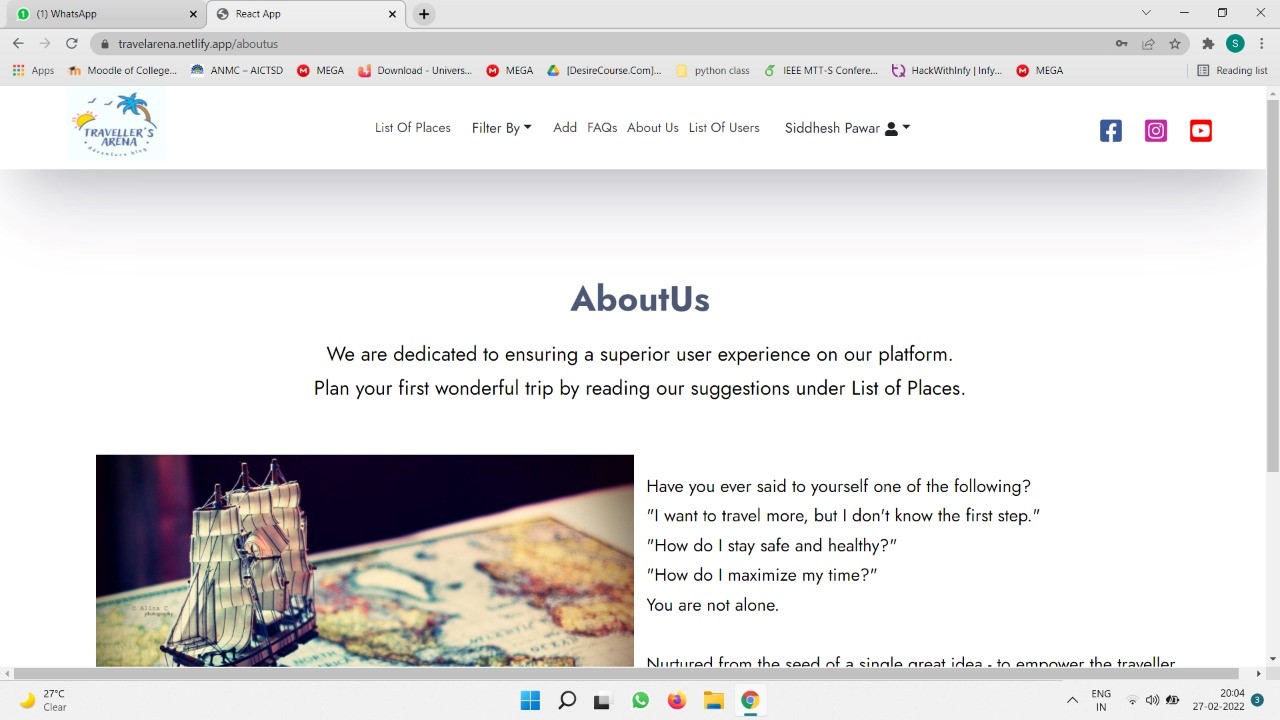 (1) WhatsApp
React App
travelarena.netlify.app/aboutus
Apps
Moodle of College...
ANMC – AICTSD
MEGA
Download - Univers...
MEGA
[DesireCourse.Com]...
python class
IEEE MTT-S Confere...
HackWithInfy | Infy...
MEGA
Reading list
S
TRAVELLER'S
ARENA
adventure blog
List Of Places
Filter By
Add
FAQs
About Us
List Of Users
Siddhesh Pawar
AboutUs
We are dedicated to ensuring a superior user experience on our platform.
Plan your first wonderful trip by reading our suggestions under List of Places.
© Alina C
photography
Have you ever said to yourself one of the following?
"I want to travel more, but I don't know the first step."
"How do I stay safe and healthy?"
"How do I maximize my time?"
You are not alone.
Nurtured from the seed of a single great idea - to empower the traveller
27°C
Clear
ENG
IN
20:04
27-02-2022
3